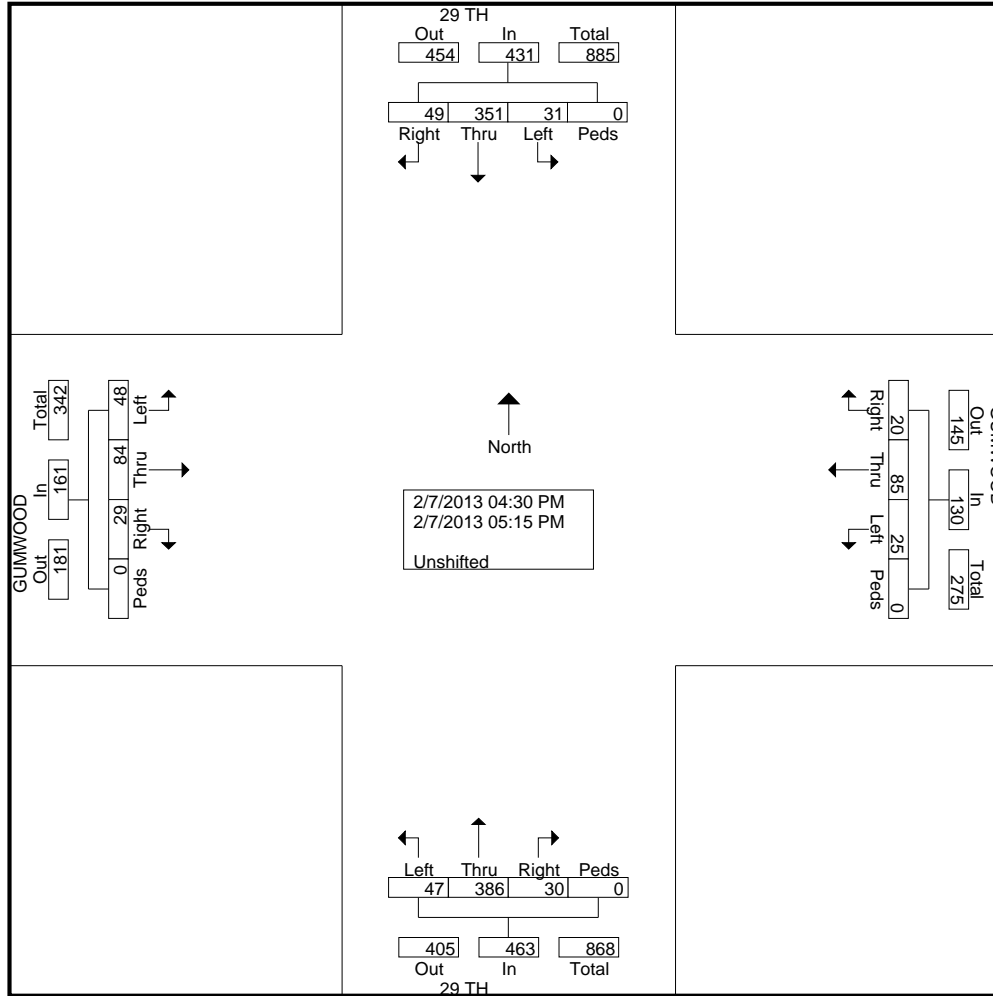 29 TH
Out In Total
454 431 885
49 351 31 0
Right Thru Left Peds
North
2/7/2013 04:30 PM
2/7/2013 05:15 PM
Unshifted
GUMWOOD
Out In Total
181 161 342
Left Thru Right Peds
48 84 29 0
Out In Total
145 130 275
20 85 25 0
Right Thru Left Peds
Left Thru Right Peds
47 386 30 0
405 463 868
Out In Total
29 TH